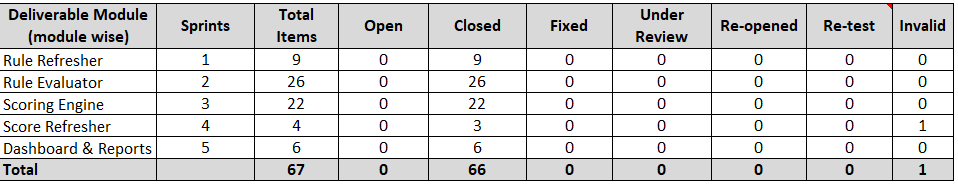 Deliverable Module (module wise) Sprints Total Items Open Closed Fixed Under Review Re-opened Re-test Invalid
Rule Refresher 1 9 0 9 0 0 0 0 0
Rule Evaluator 2 26 0 26 0 0 0 0 0
Scoring Engine 3 22 0 22 0 0 0 0 0
Score Refresher 4 4 0 3 0 0 0 0 1
Dashboard & Reports 5 6 0 6 0 0 0 0 0
Total 67 0 66 0 0 0 0 1